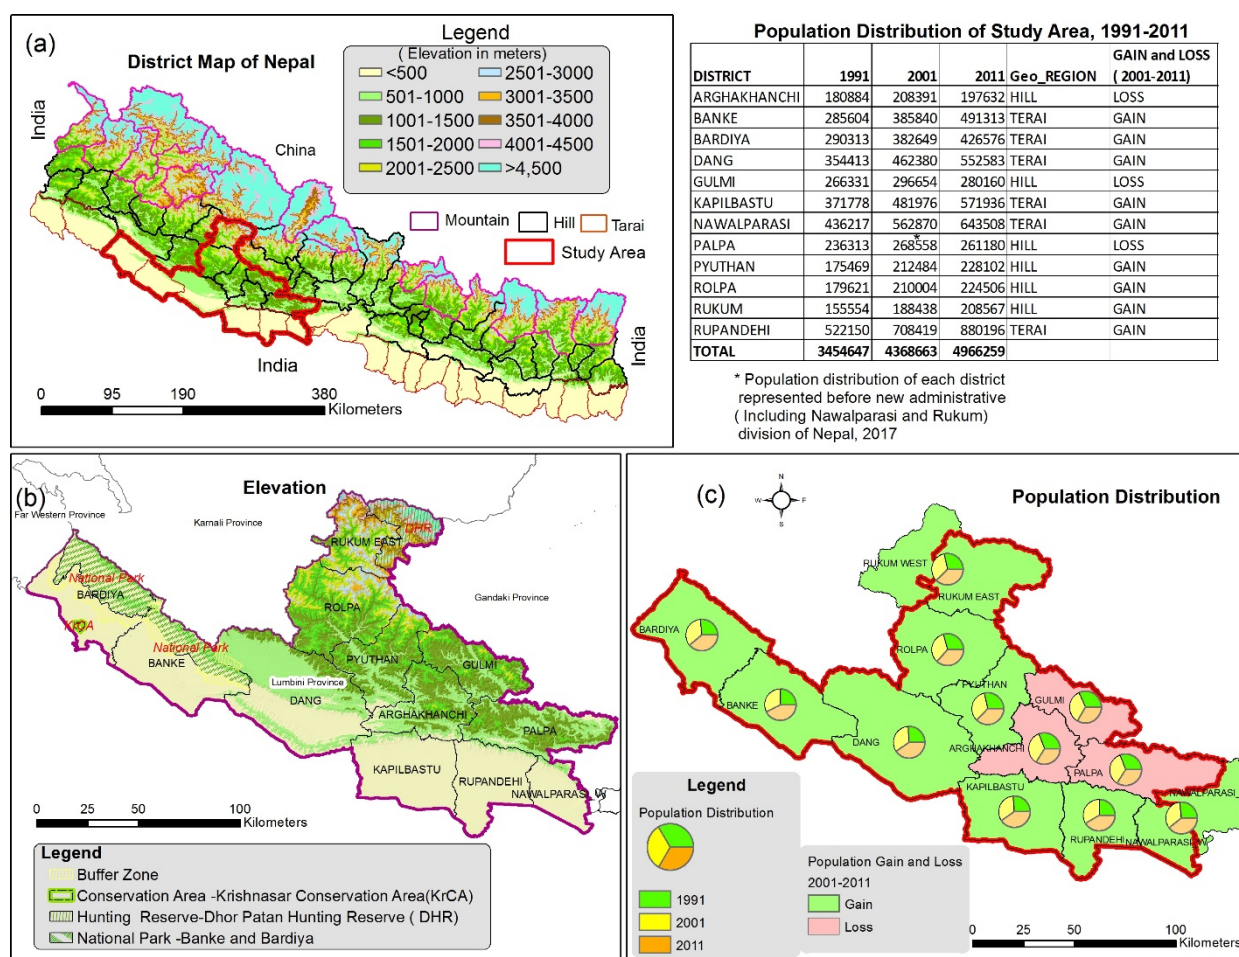 (a)
District Map of Nepal
Legend
( Elevation in meters)
<500
2501-3000
501-1000
3001-3500
1001-1500
3501-4000
1501-2000
4001-4500
2001-2500
>4,500
Mountain
Hill
Tarai
Study Area
India
China
India
India
0 95 190 380
Kilometers
Population Distribution of Study Area, 1991-2011
DISTRICT 1991 2001 2011 Geo_REGION GAIN and LOSS ( 2001-2011)
ARGHAKHANCHI 180884 208391 197632 HILL LOSS
BANKE 285604 385840 491313 TERAI GAIN
BARDIYA 290313 382649 426576 TERAI GAIN
DANG 354413 462380 552583 TERAI GAIN
GULMI 266331 296654 280160 HILL LOSS
KAPILBASTU 371778 481976 571936 TERAI GAIN
NAWALPARASI 436217 562870 643508 TERAI GAIN
PALPA 236313 268558 261180 HILL LOSS
PYUTHAN 175469 212484 228102 HILL GAIN
ROLPA 179621 210004 224506 HILL GAIN
RUKUM 155554 188438 208567 HILL GAIN
RUPANDEHI 522150 708419 880196 TERAI GAIN
TOTAL 3454647 4368663 4966259
*
* Population distribution of each district
represented before new administrative
( Including Nawalparasi and Rukum)
division of Nepal, 2017
(b)
Elevation
Far Western Province
Karnali Province
Gandaki Province
Lumbini Province
DHR
RUKUM EAST
National Park
BARDIYA
KrCA
National Park
BANKE
ROLPA
PYUTHAN
GULMI
DANG
ARGHAKHANCHI
PALPA
KAPILBASTU
RUPANDEHI
NAWALPARASI_W
0 25 50 100
Kilometers
Legend
Buffer Zone
Conservation Area -Krishnasar Conservation Area(KrCA)
Hunting Reserve-Dhor Patan Hunting Reserve ( DHR)
National Park -Banke and Bardiya
(c)
N
W
S
Population Distribution
RUKUM WEST
RUKUM EAST
BARDIYA
ROLPA
PYUTHAN
GULMI
BANKE
DANG
ARGHAKHANCHI
PALPA
KAPILBASTU
NAWALPARASI_
RUPANDEHI
NAWALPARASI_W
Legend
Population Distribution
1991
2001
2011
Population Gain and Loss
2001-2011
Gain
Loss
0 25 50 100
Kilometers